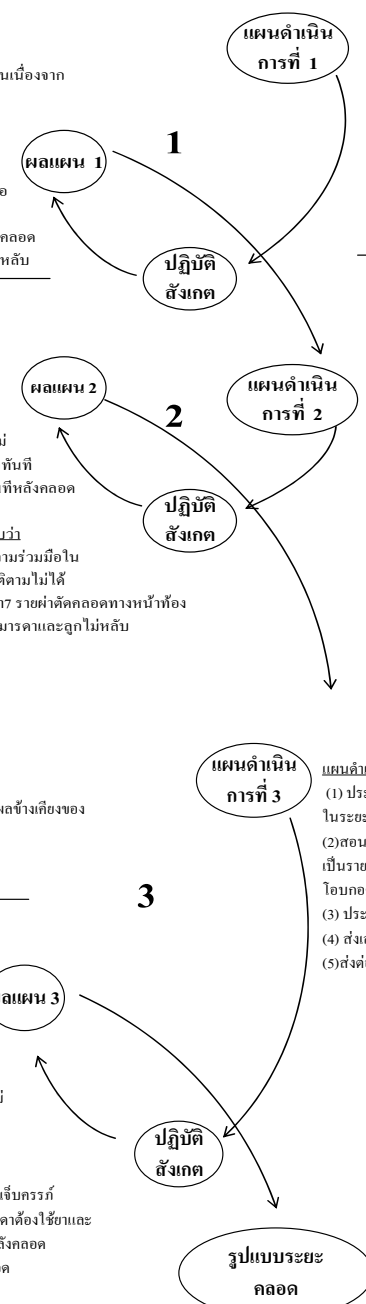 แผนดำเนิน
การที่ 1
นเนื่องจาก
1
ผลแผน 1
คลอด
หลับ
ปฏิบัติ
สังเกต
ผลแผน 2
2
แผนดำเนิน
การที่ 2
ทันที
ทีหลังคลอด
ปฏิบัติ
สังเกต
บว่า
ามร่วมมือใน
ติตามไม่ได้
า7 รายผ่าตัดคลอดทางหน้าท้อง
มารดาและลูกไม่หลับ
แผนดำเนิน
การที่ 3
แผนดำเ
(1) ประ
ในระยะ
(2)สอน
เป็นราย
โอบกอ
(3) ประ
(4) ส่งเ
(5)ส่งต่
ผลข้างเคียงของ
3
ลแผน 3
ปฏิบัติ
สังเกต
เจ็บครรภ์
ดาต้องใช้ยาและ
ลังคลอด
อด
รูปแบบระยะ
คลอด